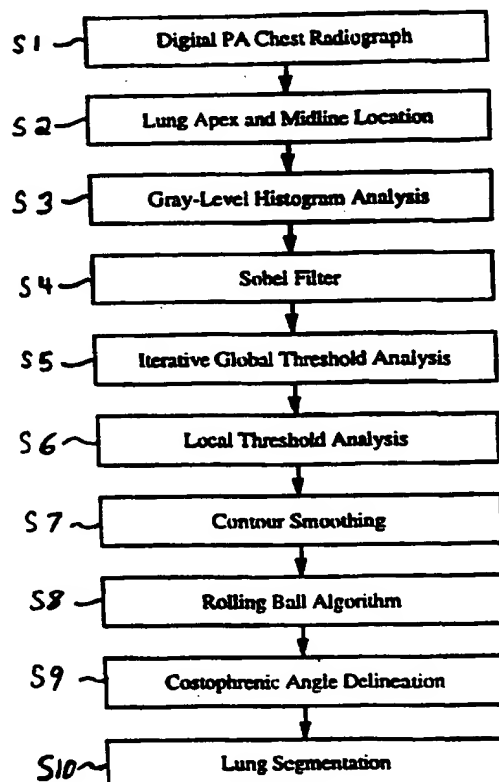 S1 Digital PA Chest Radiograph
S2 Lung Apex and Midline Location
S3 Gray-Level Histogram Analysis
S4 Sobel Filter
S5 Iterative Global Threshold Analysis
S6 Local Threshold Analysis
S7 Contour Smoothing
S8 Rolling Ball Algorithm
S9 Costophrenic Angle Delineation
S10 Lung Segmentation